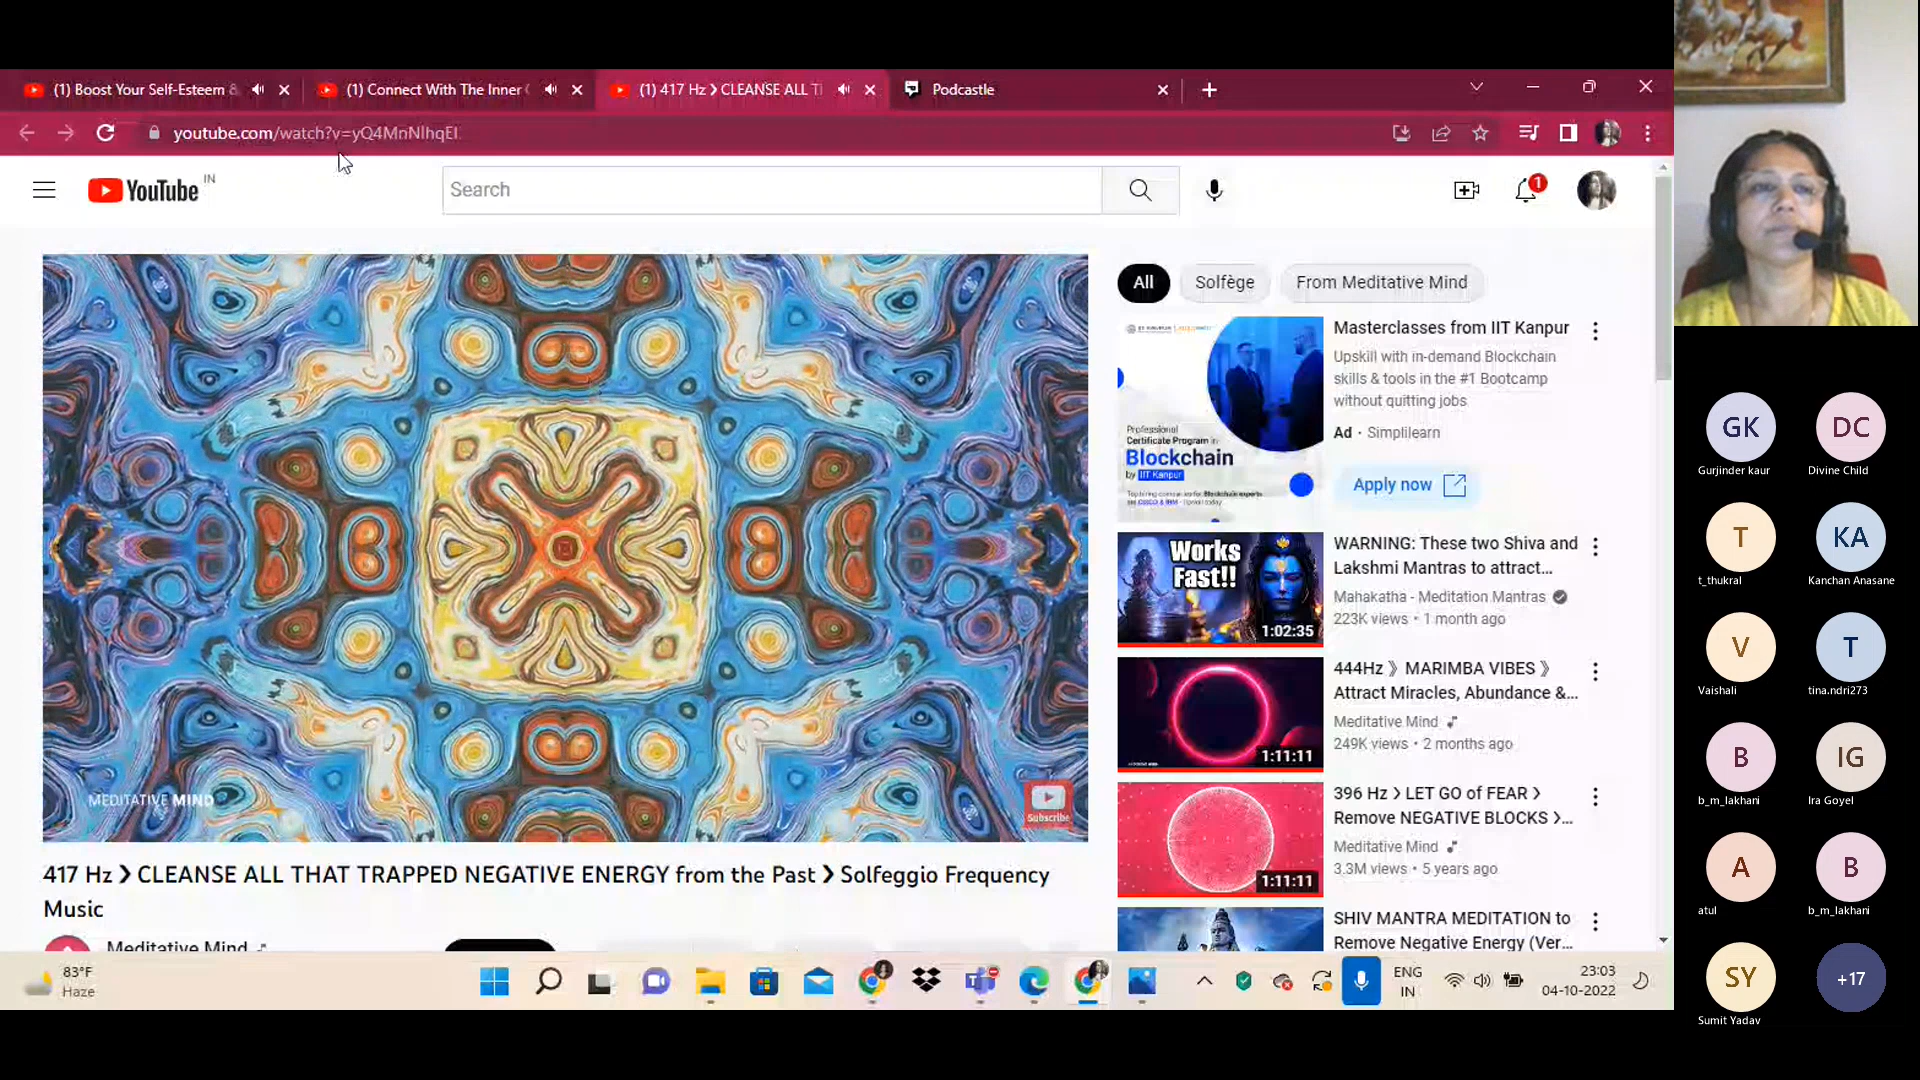 (1) Boost Your Self-Esteem &
(1) Connect With The Inner
(1) 417 Hz ❯ CLEANSE ALL T
Podcastle
youtube.com/watch?v=yQ4MnNlhqEI
YouTube IN
Search
1
All
Solfège
From Meditative Mind
Masterclasses from IIT Kanpur
Upskill with in-demand Blockchain
skills & tools in the #1 Bootcamp
without quitting jobs
Ad · Simplilearn
Apply now
Professional
Certificate Program in
Blockchain
by IIT Kanpur
Works
Fast!!
1:02:35
WARNING: These two Shiva and
Lakshmi Mantras to attract...
Mahakatha - Meditation Mantras
223K views • 1 month ago
1:11:11
444Hz 》 MARIMBA VIBES 》
Attract Miracles, Abundance &...
Meditative Mind
249K views • 2 months ago
1:11:11
396 Hz ❯ LET GO of FEAR ❯
Remove NEGATIVE BLOCKS ❯...
Meditative Mind
3.3M views • 5 years ago
SHIV MANTRA MEDITATION to
Remove Negative Energy (Ver...
MEDITATIVE MIND
Subscribe
417 Hz ❯ CLEANSE ALL THAT TRAPPED NEGATIVE ENERGY from the Past ❯ Solfeggio Frequency
Music
Meditative Mind
83°F
Haze
ENG
IN
23:03
04-10-2022
GK
Gurjinder kaur
DC
Divine Child
T
t_thukral
KA
Kanchan Anasane
V
Vaishali
T
tina.ndri273
B
b_m_lakhani
IG
Ira Goyel
A
atul
B
b_m_lakhani
SY
Sumit Yadav
+17